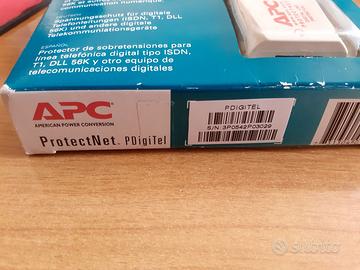 communication numérique.
DEUTSCH
Spannungsschutz für digitale
Telefonleitungen (ISDN, T1, DLL
56K) und andere digitale
Telekommunikationsgeräte
ESPAÑOL
Protector de sobretensiones para
línea telefónica digital tipo ISDN,
T1, DLL 56K y otro equipo de
telecomunicaciones digitales
APC
AMERICAN POWER CONVERSION
ProtectNet PDigiTel
PDIGITEL
S/N: 3P0542P03029
subito